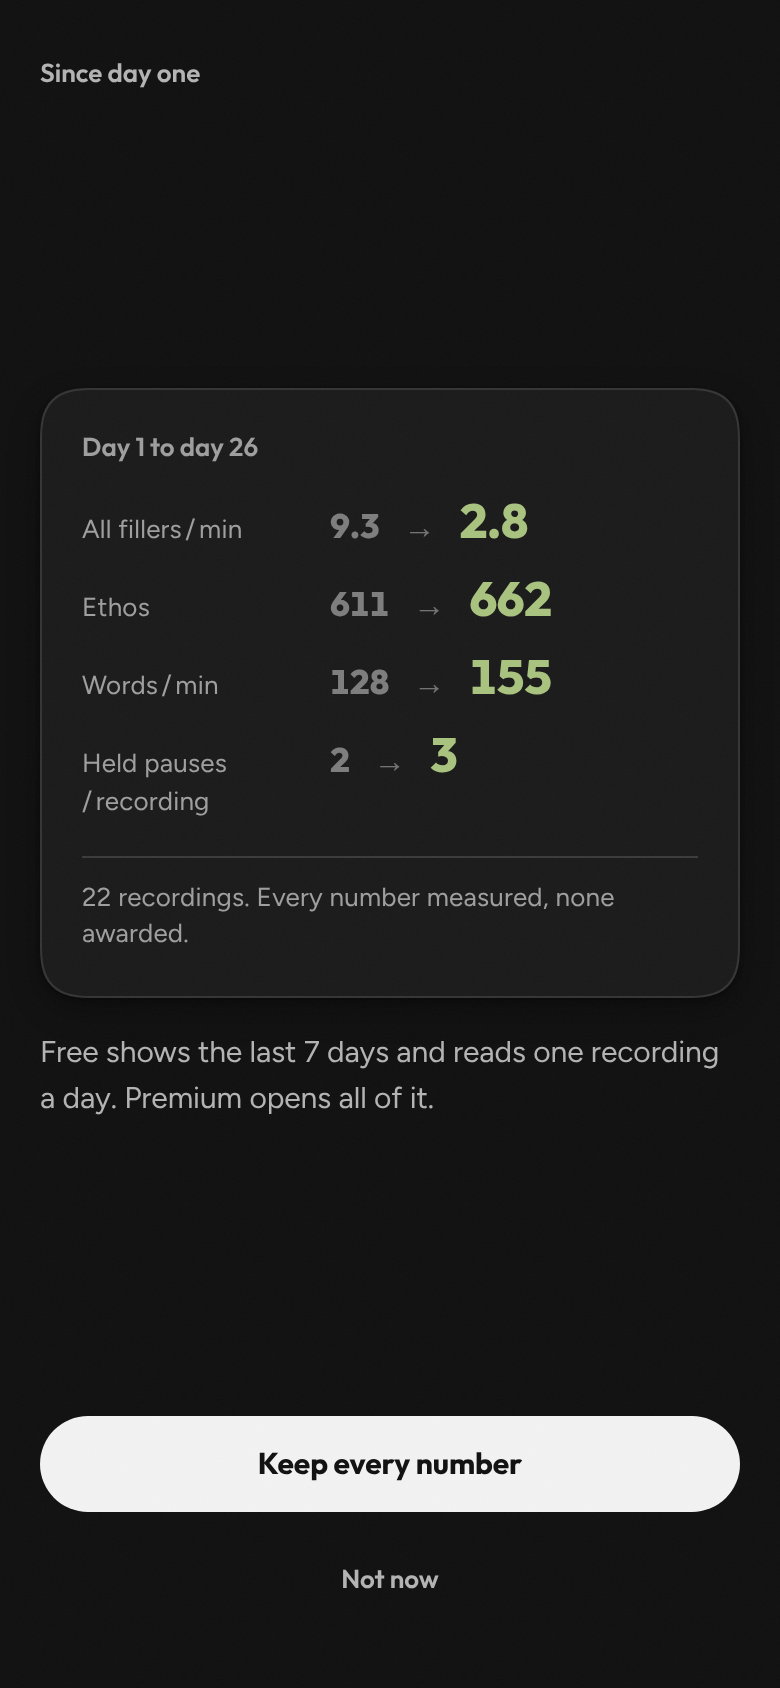 Since day one
Day 1 to day 26
All fillers/min 9.3 → 2.8
Ethos 611 → 662
Words/min 128 → 155
Held pauses 2 → 3
/recording
22 recordings. Every number measured, none
awarded.
Free shows the last 7 days and reads one recording
a day. Premium opens all of it.
Keep every number
Not now